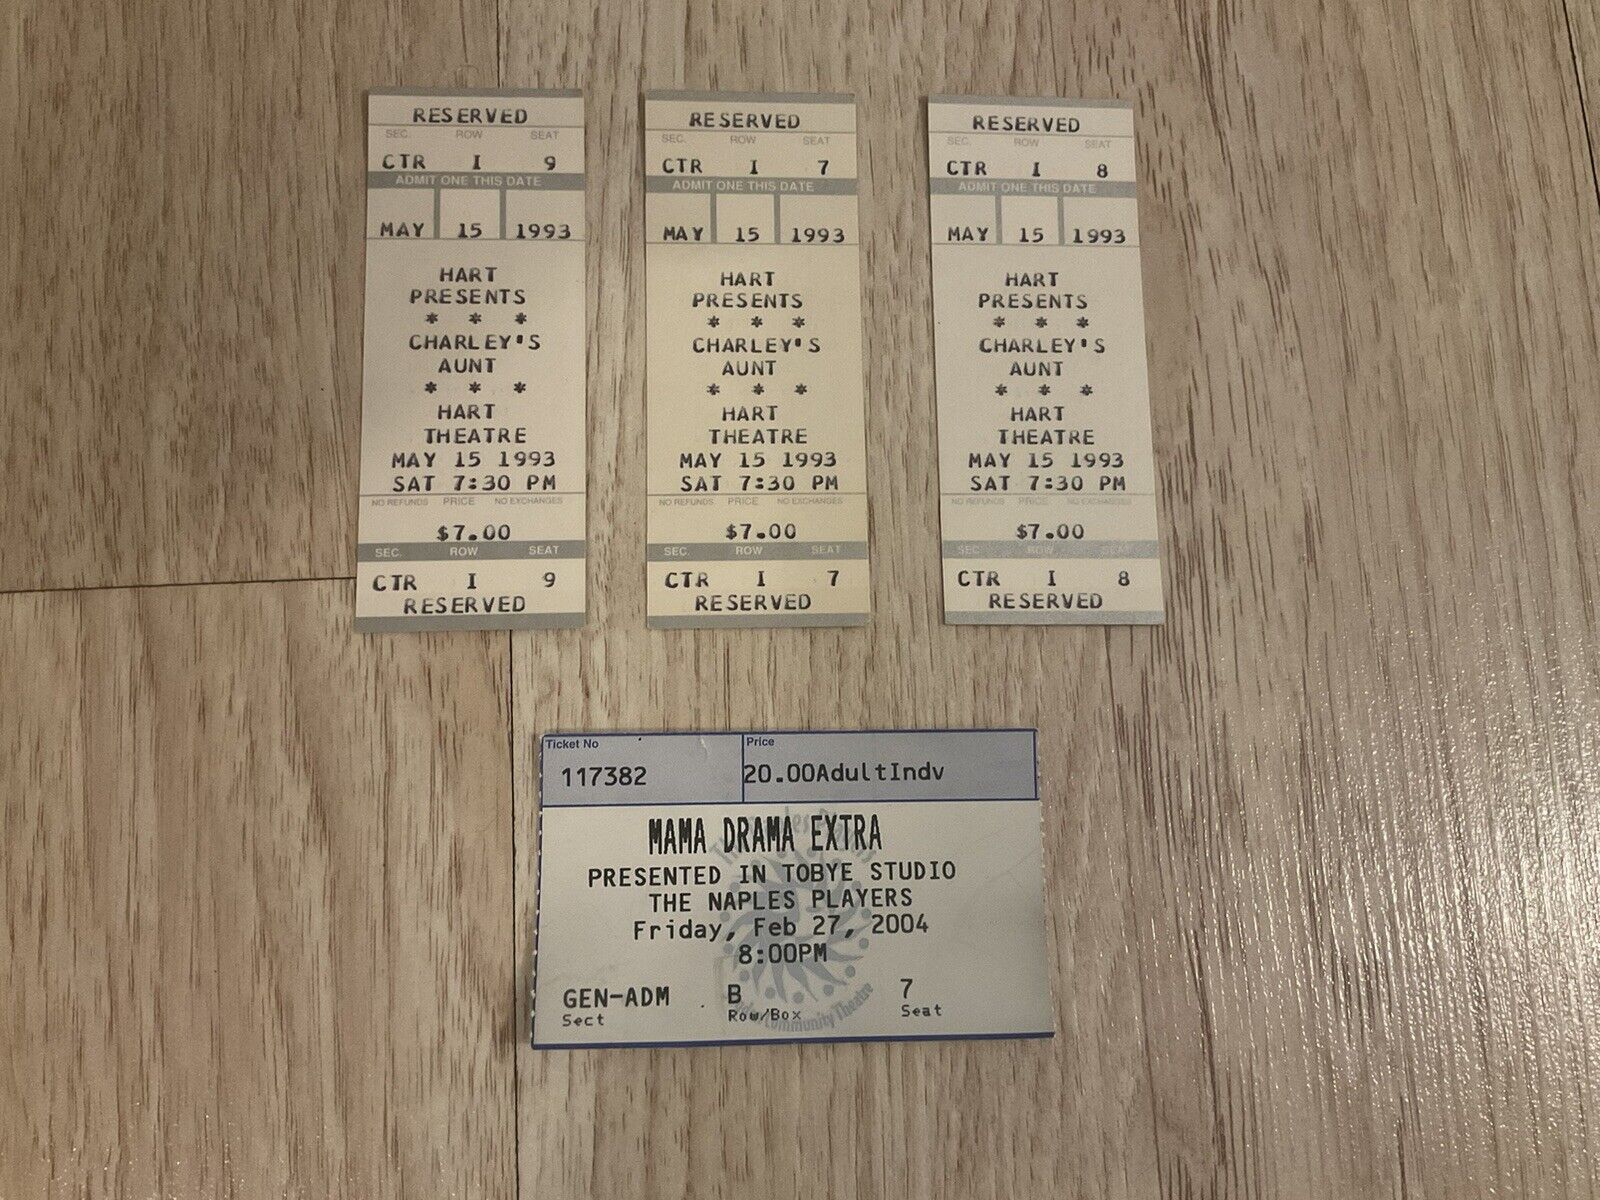 RESERVED
SEC. ROW SEAT
CTR I 9
ADMIT ONE THIS DATE
MAY 15 1993
HART
PRESENTS
* * *
CHARLEY'S
AUNT
* * *
HART
THEATRE
MAY 15 1993
SAT 7:30 PM
NO REFUNDS PRICE NO EXCHANGES
$7.00
SEC. ROW SEAT
CTR I 9
RESERVED
RESERVED
SEC. ROW SEAT
CTR I 7
ADMIT ONE THIS DATE
MAY 15 1993
HART
PRESENTS
* * *
CHARLEY'S
AUNT
* * *
HART
THEATRE
MAY 15 1993
SAT 7:30 PM
NO REFUNDS PRICE NO EXCHANGES
$7.00
SEC. ROW SEAT
CTR I 7
RESERVED
RESERVED
SEC. ROW SEAT
CTR I 8
ADMIT ONE THIS DATE
MAY 15 1993
HART
PRESENTS
* * *
CHARLEY'S
AUNT
* * *
HART
THEATRE
MAY 15 1993
SAT 7:30 PM
NO REFUNDS PRICE NO EXCHANGES
$7.00
SEC. ROW SEAT
CTR I 8
RESERVED
Ticket No Price
117382 20.00AdultIndv
MAMA DRAMA EXTRA
PRESENTED IN TOBYE STUDIO
THE NAPLES PLAYERS
Friday, Feb 27, 2004
8:00PM
GEN-ADM B 7
Sect Row/Box Seat
Community Theatre